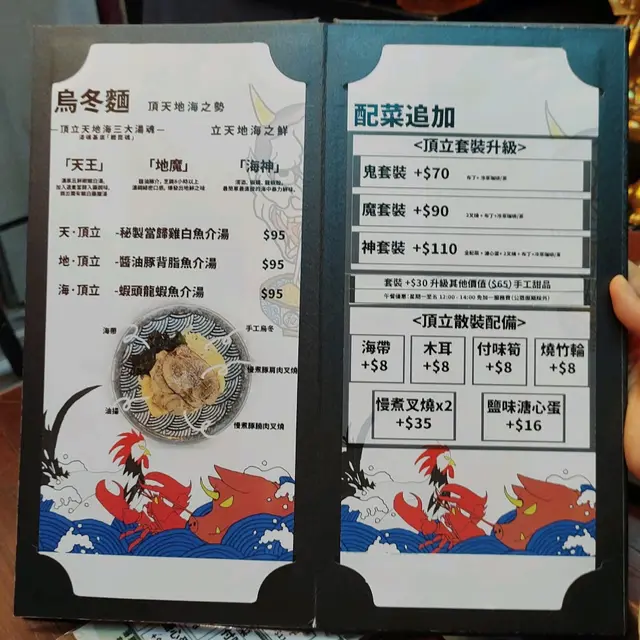 烏冬麵 頂天地海之勢
頂立天地海三大湯魂 立天地海之鮮
「天王」 「地魔」 「海神」
天·頂立 -秘製當歸雞白魚介湯 $95
地·頂立 -醬油豚背脂魚介湯 $95
海·頂立 -蝦頭龍蝦魚介湯 $95
海帶
手工烏冬
慢煮豚肩肉叉燒
油揚
慢煮豚腩肉叉燒
配菜追加
<頂立套裝升級>
鬼套裝 +$70
魔套裝 +$90
神套裝 +$110
套裝 +$30 升級其他價值 ($65) 手工甜品
<頂立散裝配備>
海帶 +$8
木耳 +$8
付味筍 +$8
燒竹輪 +$8
慢煮叉燒x2 +$35
鹽味溏心蛋 +$16